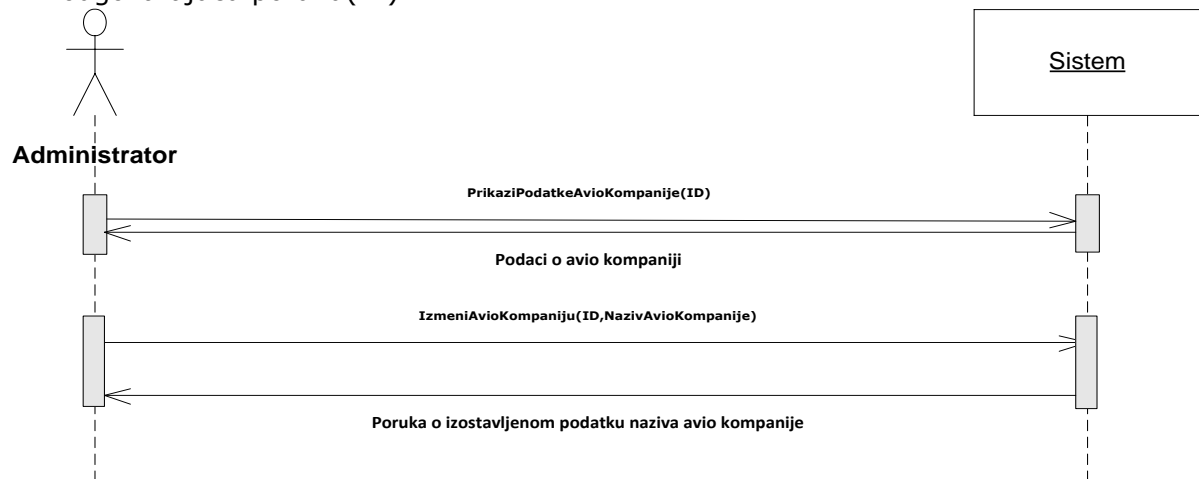 Sistem
Administrator
PrikaziPodatkeAvioKompanije(ID)
Podaci o avio kompaniji
IzmeniAvioKompaniju(ID,NazivAvioKompanije)
Poruka o izostavljenom podatku naziva avio kompanije